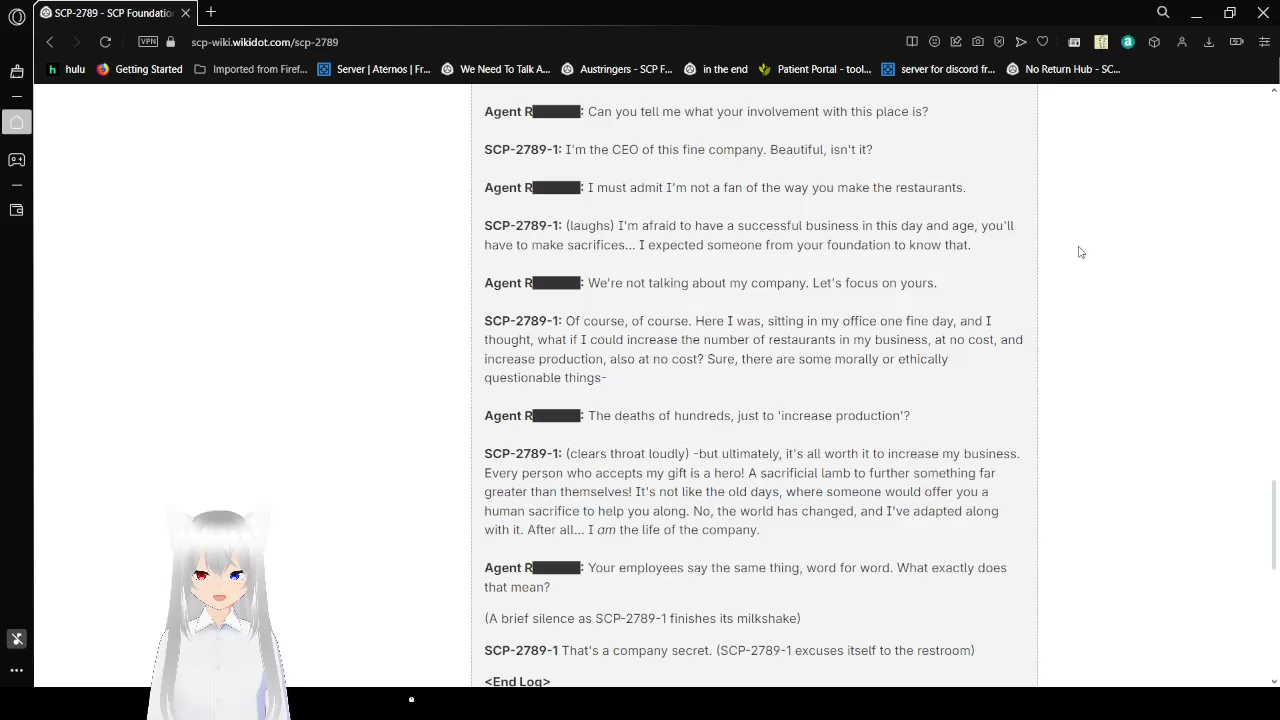 SCP-2789 - SCP Foundatio
scp-wiki.wikidot.com/scp-2789
VPN
hulu
Getting Started
Imported from Firef...
Server | Aternos | Fr...
We Need To Talk A...
Austringers - SCP F...
in the end
Patient Portal - tool...
server for discord fr...
No Return Hub - SC...
Agent R: Can you tell me what your involvement with this place is?
SCP-2789-1: I'm the CEO of this fine company. Beautiful, isn't it?
Agent R: I must admit I'm not a fan of the way you make the restaurants.
SCP-2789-1: (laughs) I'm afraid to have a successful business in this day and age, you'll
have to make sacrifices... I expected someone from your foundation to know that.
Agent R: We're not talking about my company. Let's focus on yours.
SCP-2789-1: Of course, of course. Here I was, sitting in my office one fine day, and I
thought, what if I could increase the number of restaurants in my business, at no cost, and
increase production, also at no cost? Sure, there are some morally or ethically
questionable things-
Agent R: The deaths of hundreds, just to 'increase production'?
SCP-2789-1: (clears throat loudly) -but ultimately, it's all worth it to increase my business.
Every person who accepts my gift is a hero! A sacrificial lamb to further something far
greater than themselves! It's not like the old days, where someone would offer you a
human sacrifice to help you along. No, the world has changed, and I've adapted along
with it. After all... I am the life of the company.
Agent R: Your employees say the same thing, word for word. What exactly does
that mean?
(A brief silence as SCP-2789-1 finishes its milkshake)
SCP-2789-1 That's a company secret. (SCP-2789-1 excuses itself to the restroom)
<End Log>